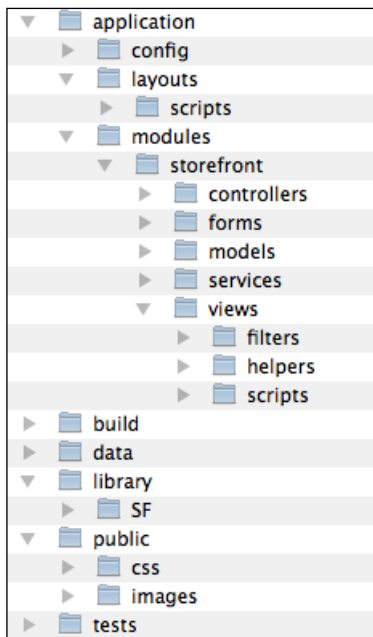 application
config
layouts
scripts
modules
storefront
controllers
forms
models
services
views
filters
helpers
scripts
build
data
library
SF
public
css
images
tests